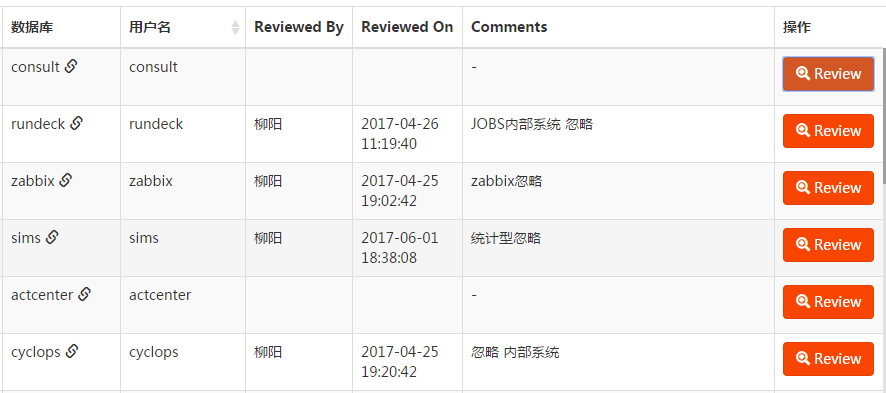 数据库 用户名 Reviewed By Reviewed On Comments 操作
consult consult - Review
rundeck rundeck 柳阳 2017-04-26 JOBS内部系统 忽略 Review
11:19:40
zabbix zabbix 柳阳 2017-04-25 zabbix忽略 Review
19:02:42
sims sims 柳阳 2017-06-01 统计型忽略 Review
18:38:08
actcenter actcenter - Review
cyclops cyclops 柳阳 2017-04-25 忽略 内部系统 Review
19:20:42